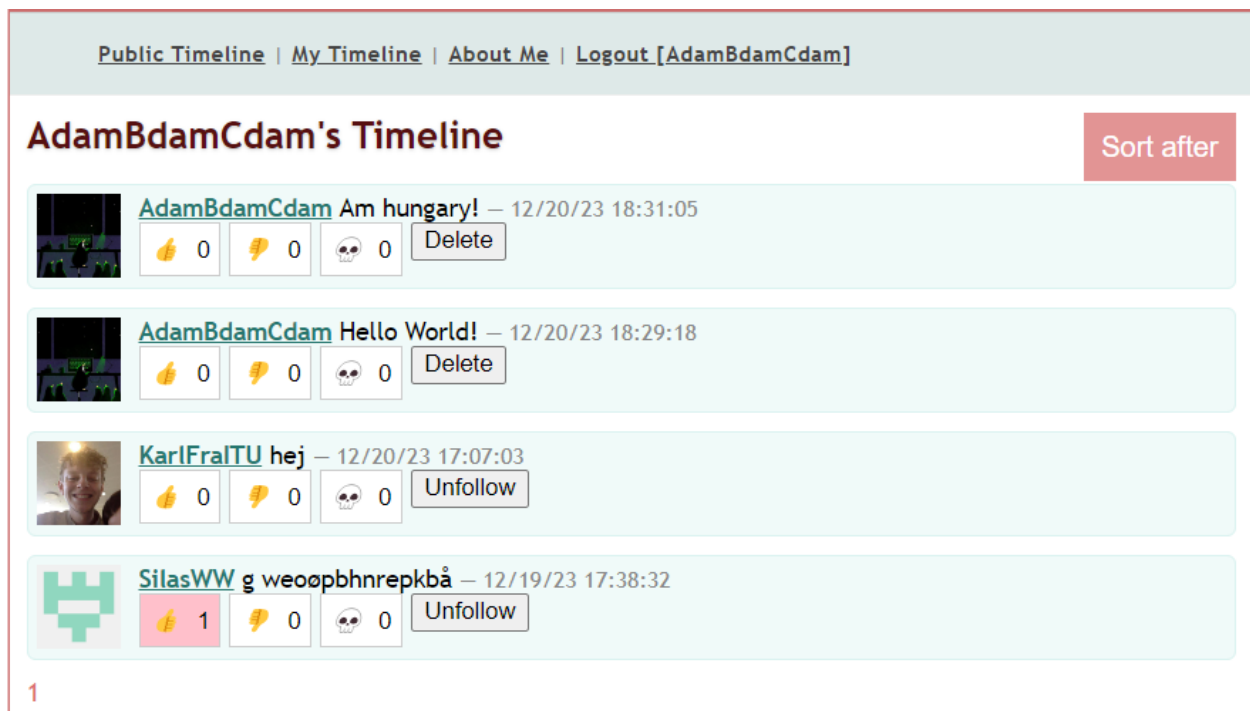 Public Timeline | My Timeline | About Me | Logout [AdamBdamCdam]
AdamBdamCdam's Timeline
Sort after
AdamBdamCdam Am hungary! — 12/20/23 18:31:05
👍 0 👎 0 💀 0 Delete
AdamBdamCdam Hello World! — 12/20/23 18:29:18
👍 0 👎 0 💀 0 Delete
KarlFraITU hej — 12/20/23 17:07:03
👍 0 👎 0 💀 0 Unfollow
SilasWW g weoøpbhnrepkbå — 12/19/23 17:38:32
👍 1 👎 0 💀 0 Unfollow
1